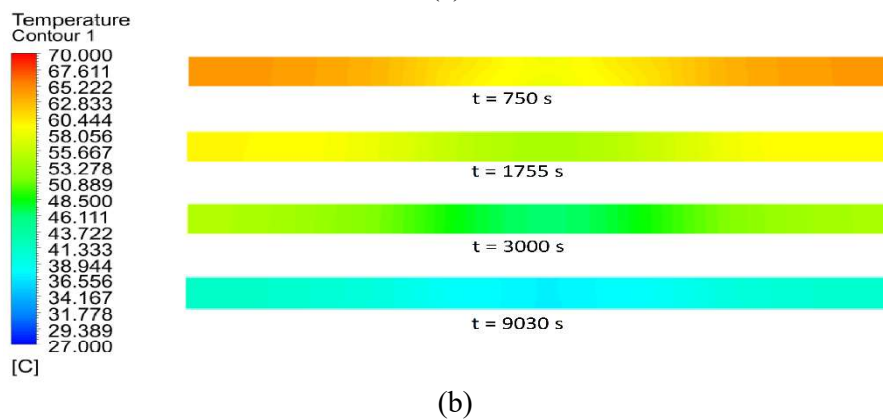 Temperature
Contour 1
70.000
67.611
65.222
62.833
60.444
58.056
55.667
53.278
50.889
48.500
46.111
43.722
41.333
38.944
36.556
34.167
31.778
29.389
27.000
[C]
t = 750 s
t = 1755 s
t = 3000 s
t = 9030 s
(b)